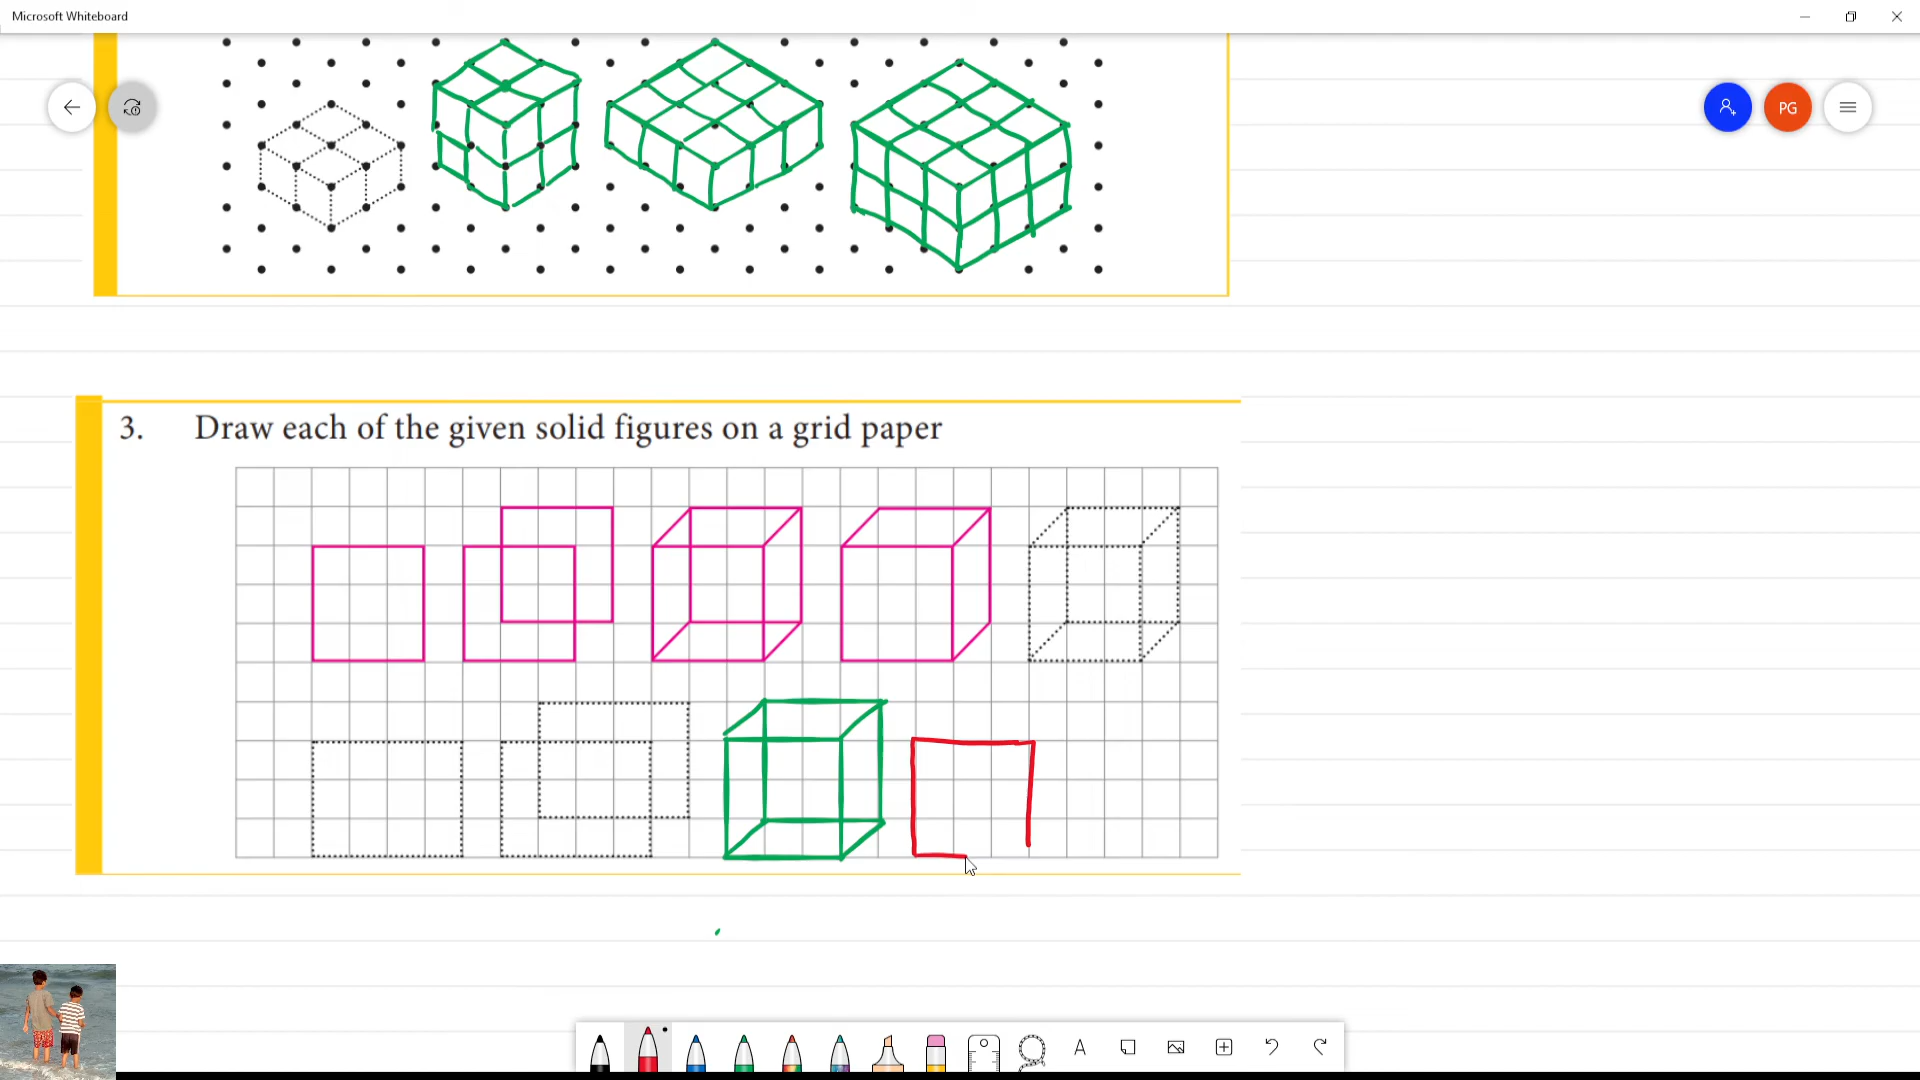 Microsoft Whiteboard
PG
3. Draw each of the given solid figures on a grid paper
A